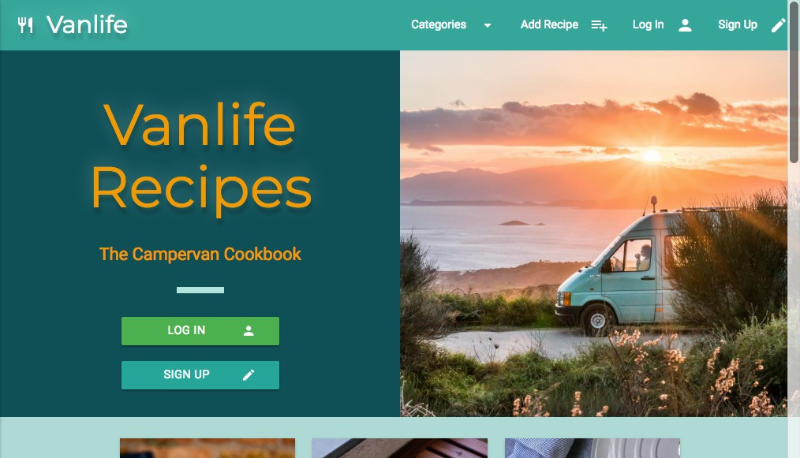 Vanlife
Categories
Add Recipe
Log In
Sign Up
Vanlife
Recipes
The Campervan Cookbook
LOG IN
SIGN UP